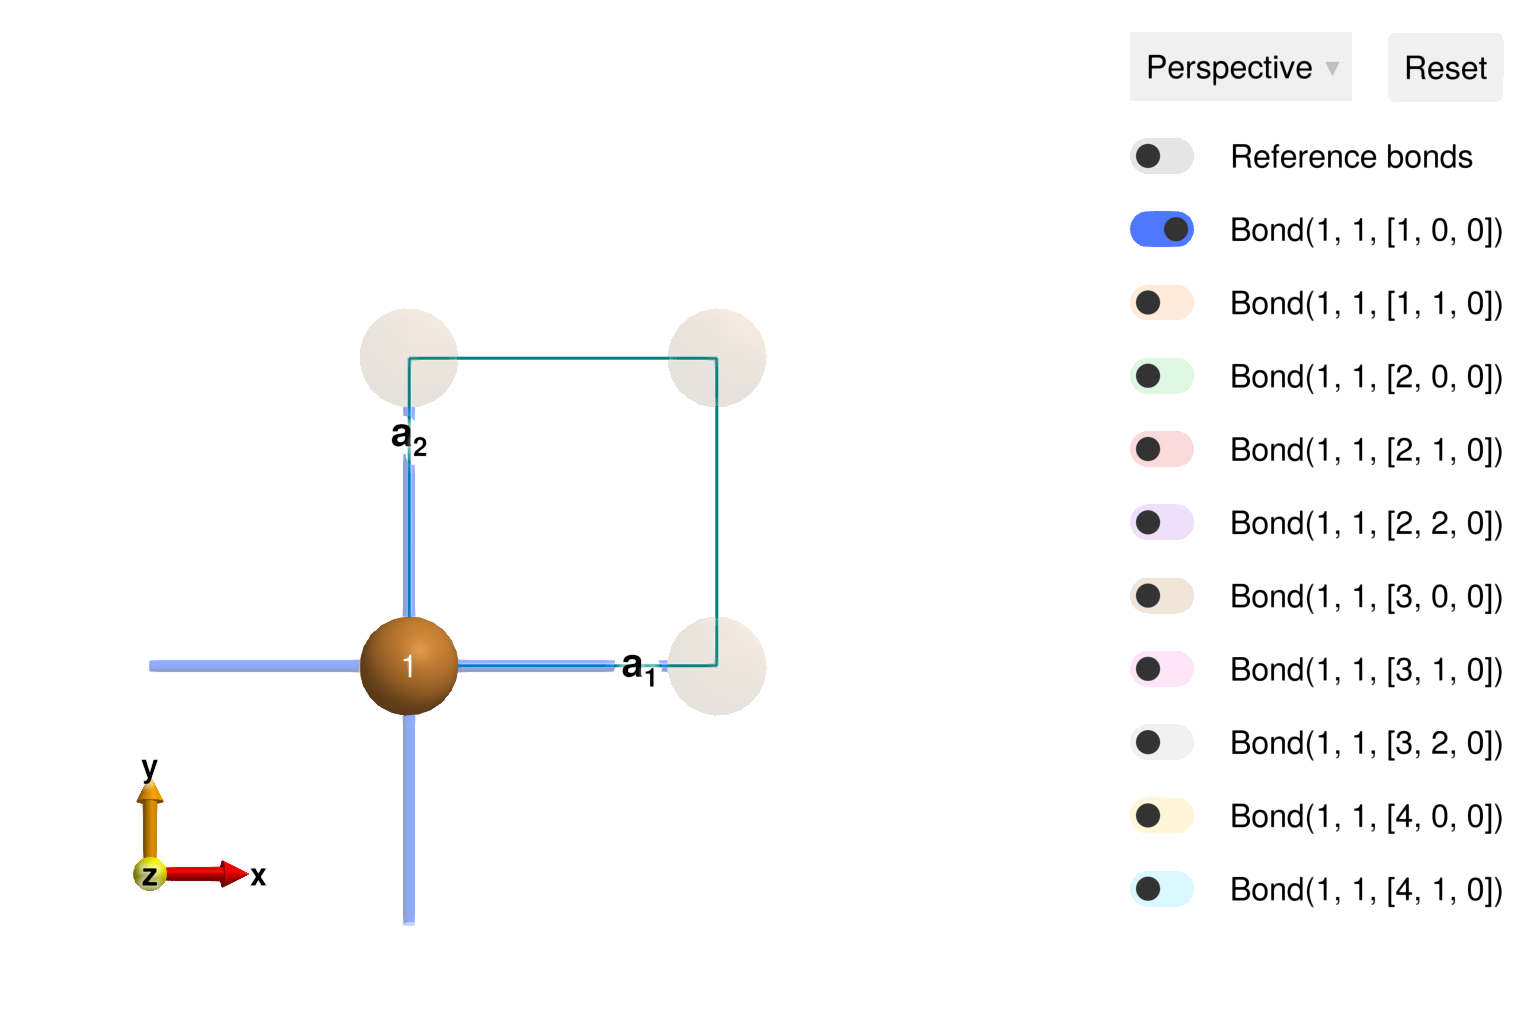 Perspective ▼ Reset
Reference bonds
Bond(1, 1, [1, 0, 0])
Bond(1, 1, [1, 1, 0])
Bond(1, 1, [2, 0, 0])
Bond(1, 1, [2, 1, 0])
Bond(1, 1, [2, 2, 0])
Bond(1, 1, [3, 0, 0])
Bond(1, 1, [3, 1, 0])
Bond(1, 1, [3, 2, 0])
Bond(1, 1, [4, 0, 0])
Bond(1, 1, [4, 1, 0])
a2
1
a1
y
z
x